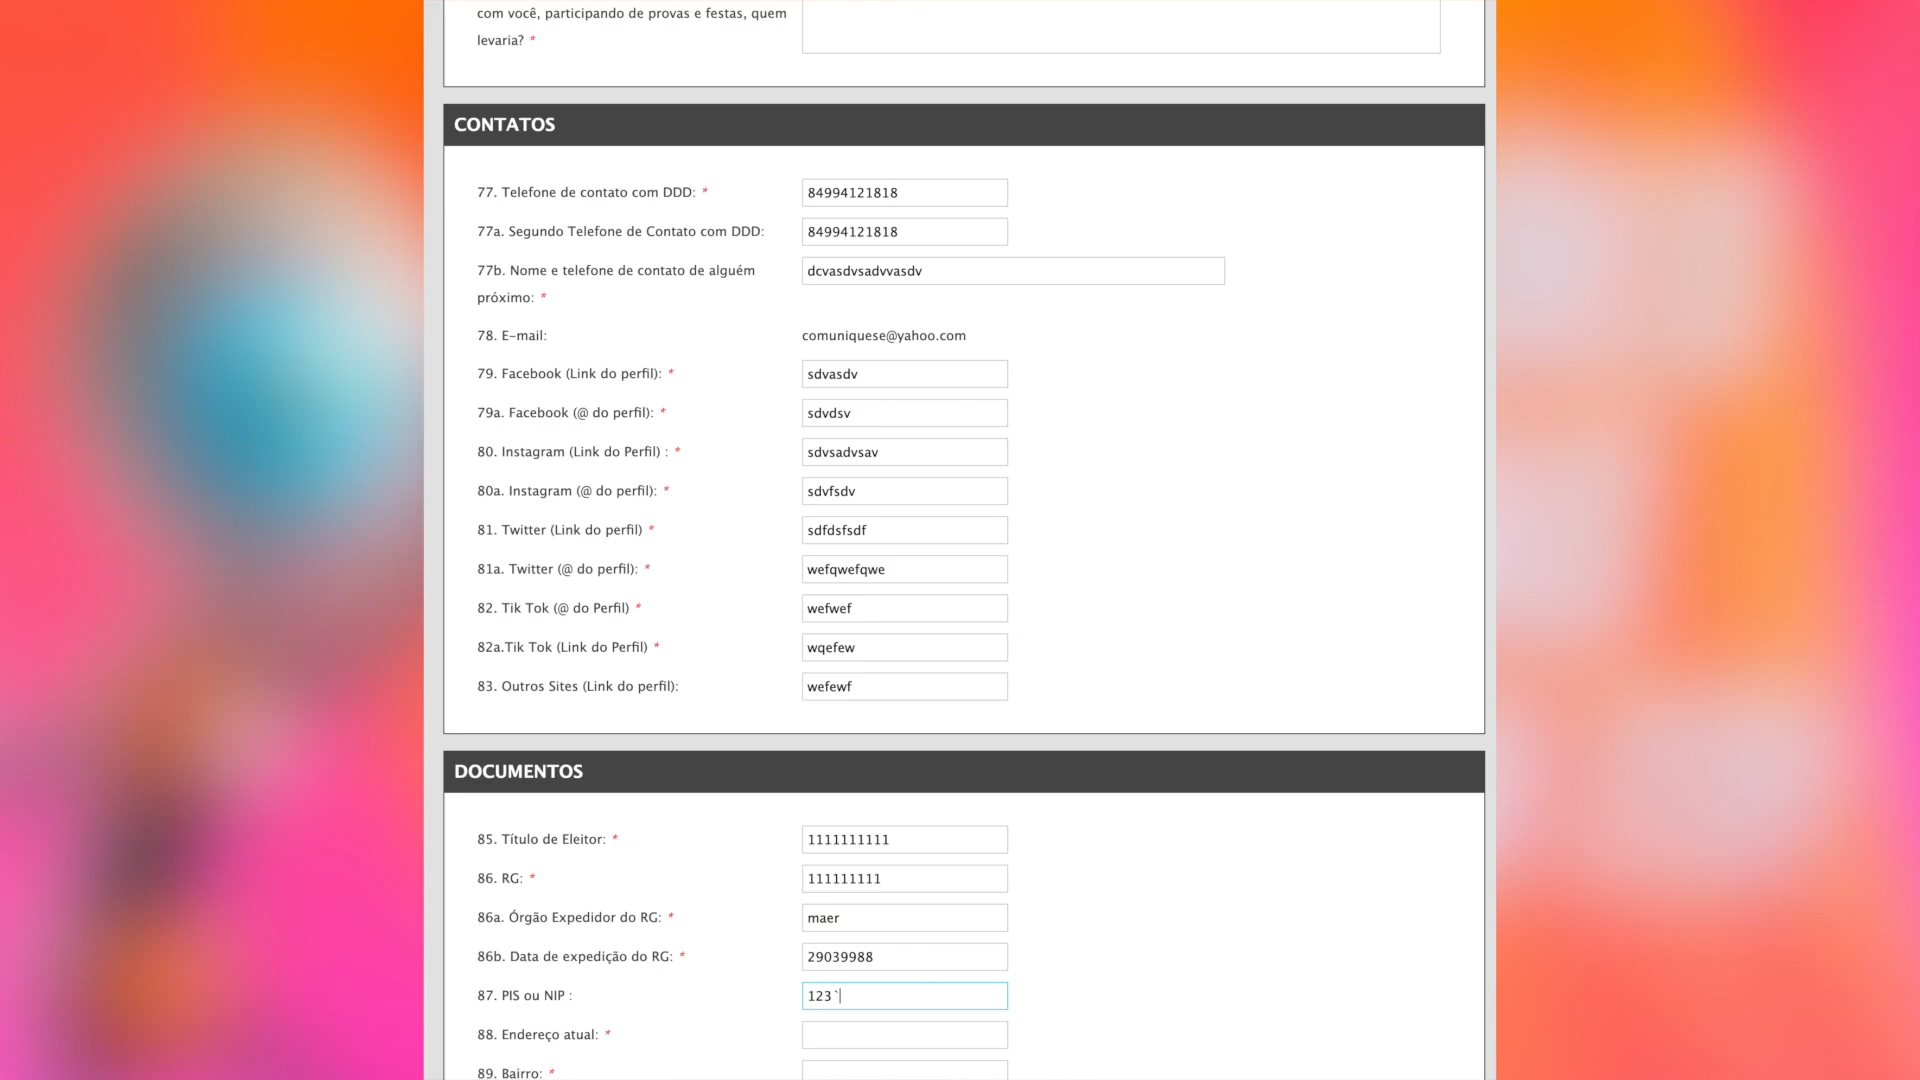 com você, participando de provas e festas, quem
levaria? *
CONTATOS
77. Telefone de contato com DDD: * 84994121818
77a. Segundo Telefone de Contato com DDD: 84994121818
77b. Nome e telefone de contato de alguém dcvasdvsadvvasdv
próximo: *
78. E-mail: comuniquese@yahoo.com
79. Facebook (Link do perfil): * sdvasdv
79a. Facebook (@ do perfil): * sdvdsv
80. Instagram (Link do Perfil) : * sdvsadvsav
80a. Instagram (@ do perfil): * sdvfsdv
81. Twitter (Link do perfil) * sdfdsfsdf
81a. Twitter (@ do perfil): * wefqwefqwe
82. Tik Tok (@ do Perfil) * wefwef
82a.Tik Tok (Link do Perfil) * wqefew
83. Outros Sites (Link do perfil): wefewf
DOCUMENTOS
85. Título de Eleitor: * 1111111111
86. RG: * 111111111
86a. Órgão Expedidor do RG: * maer
86b. Data de expedição do RG: * 29039988
87. PIS ou NIP : 123`
88. Endereço atual: *
89. Bairro: *